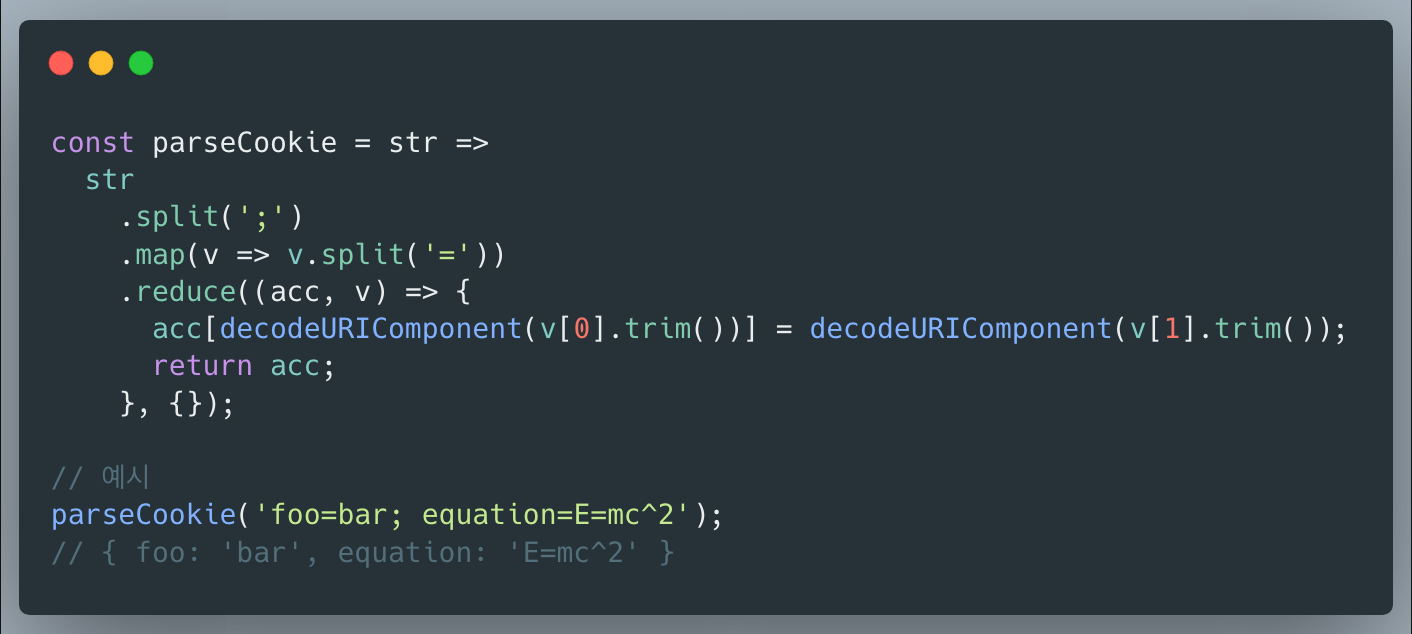 const parseCookie = str =>
  str
    .split(';')
    .map(v => v.split('='))
    .reduce((acc, v) => {
      acc[decodeURIComponent(v[0].trim())] = decodeURIComponent(v[1].trim());
      return acc;
    }, {});

// 예시
parseCookie('foo=bar; equation=E=mc^2');
// { foo: 'bar', equation: 'E=mc^2' }